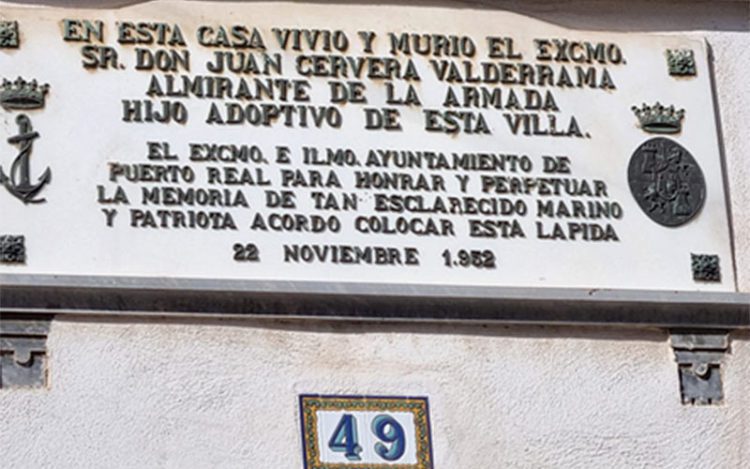 EN ESTA CASA VIVIO Y MURIO EL EXCMO.
SR. DON JUAN CERVERA VALDERRAMA
ALMIRANTE DE LA ARMADA
HIJO ADOPTIVO DE ESTA VILLA.
EL EXCMO. E ILMO. AYUNTAMIENTO DE
PUERTO REAL PARA HONRAR Y PERPETUAR
LA MEMORIA DE TAN ESCLARECIDO MARINO
Y PATRIOTA ACORDO COLOCAR ESTA LAPIDA
22 NOVIEMBRE 1.952
49